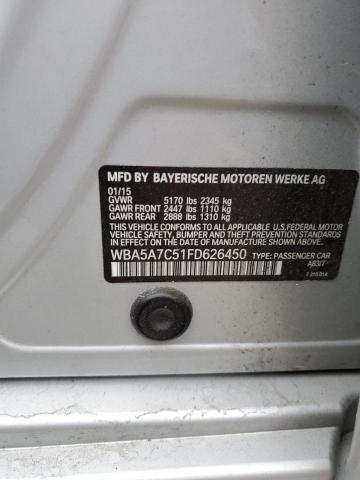 MFD BY BAYERISCHE MOTOREN WERKE AG
01/15
GVWR 5170 lbs 2345 kg
GAWR FRONT 2447 lbs 1110 kg
GAWR REAR 2888 lbs 1310 kg
THIS VEHICLE CONFORMS TO ALL APPLICABLE U.S.FEDERAL MOTOR
VEHICLE SAFETY, BUMPER, AND THEFT PREVENTION STANDARDS
IN EFFECT ON THE DATE OF MANUFACTURE SHOWN ABOVE.
WBA5A7C51FD626450 TYPE: PASSENGER CAR
A8317